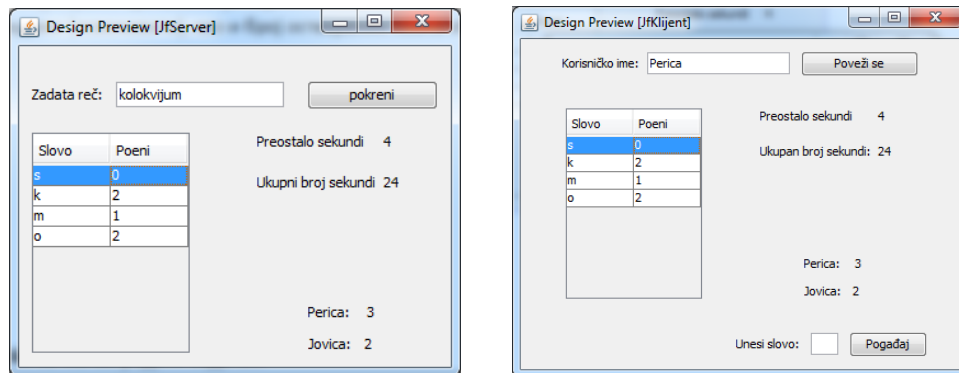 Design Preview [JfServer]
Zadata reč: kolokvijum pokreni
Slovo Poeni
s 0
k 2
m 1
o 2
Preostalo sekundi 4
Ukupni broj sekundi 24
Perica: 3
Jovica: 2
Design Preview [JfKlijent]
Korisničko ime: Perica Poveži se
Slovo Poeni
s 0
k 2
m 1
o 2
Preostalo sekundi 4
Ukupan broj sekundi: 24
Perica: 3
Jovica: 2
Unesi slovo: Pogađaj